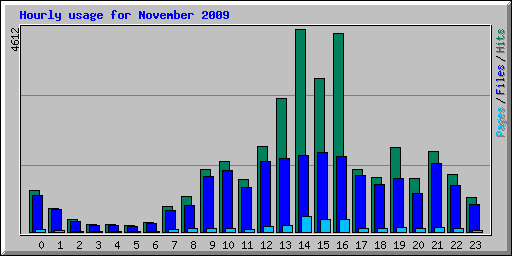 Hourly usage for November 2009
4612
Pages / Files / Hits
0 1 2 3 4 5 6 7 8 9 10 11 12 13 14 15 16 17 18 19 20 21 22 23